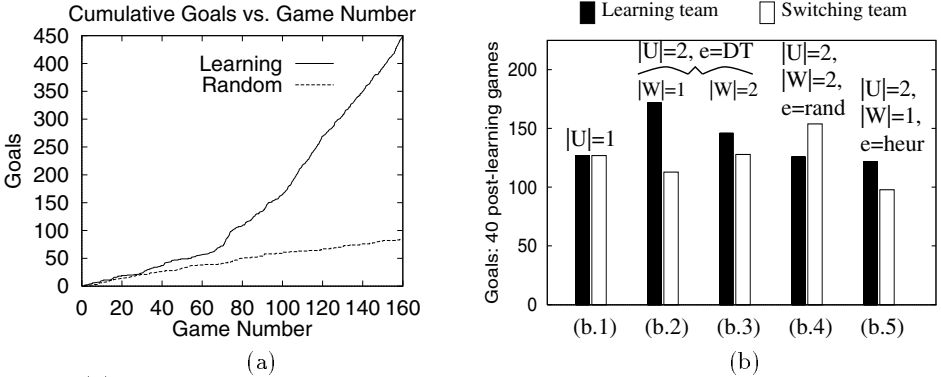 Cumulative Goals vs. Game Number
450
400
350
300
250
200
150
100
50
0
Goals
Learning
Random
0 20 40 60 80 100 120 140 160
Game Number
(a)
Learning team Switching team
Goals: 40 post-learning games
200
150
100
50
0
|U|=1
|U|=2, e=DT
|W|=1 |W|=2
|U|=2,
|W|=2,
e=rand
|U|=2,
|W|=1,
e=heur
(b.1) (b.2) (b.3) (b.4) (b.5)
(b)